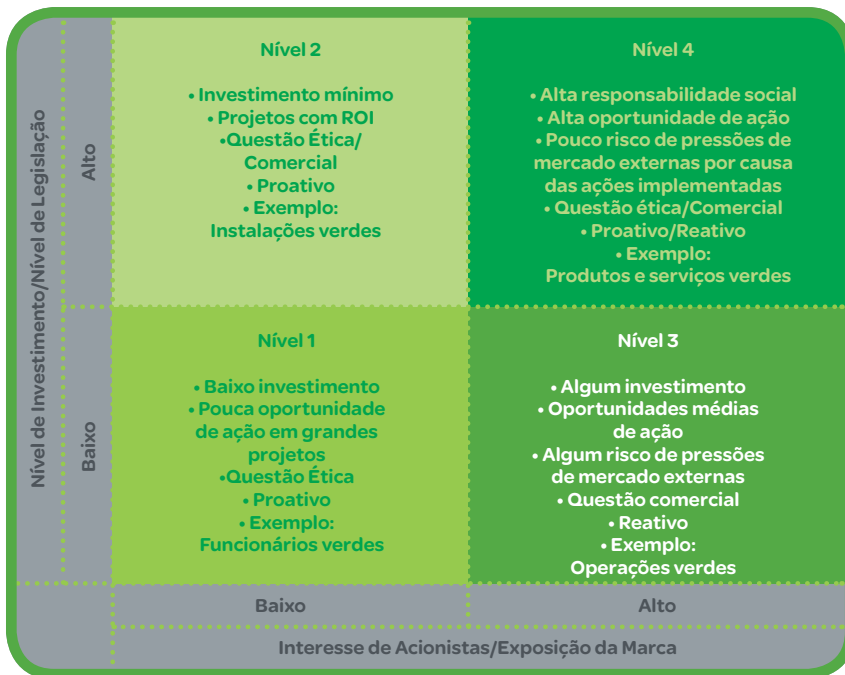 Nível de Investimento/Nível de Legislação
Alto
Baixo
Nível 2
• Investimento mínimo
• Projetos com ROI
•Questão Ética/
Comercial
• Proativo
• Exemplo:
Instalações verdes
Nível 4
• Alta responsabilidade social
• Alta oportunidade de ação
• Pouco risco de pressões de
mercado externas por causa
das ações implementadas
• Questão ética/Comercial
• Proativo/Reativo
• Exemplo:
Produtos e serviços verdes
Nível 1
• Baixo investimento
• Pouca oportunidade
de ação em grandes
projetos
•Questão Ética
• Proativo
• Exemplo:
Funcionários verdes
Nível 3
• Algum investimento
• Oportunidades médias
de ação
• Algum risco de pressões
de mercado externas
• Questão comercial
• Reativo
• Exemplo:
Operações verdes
Baixo
Alto
Interesse de Acionistas/Exposição da Marca